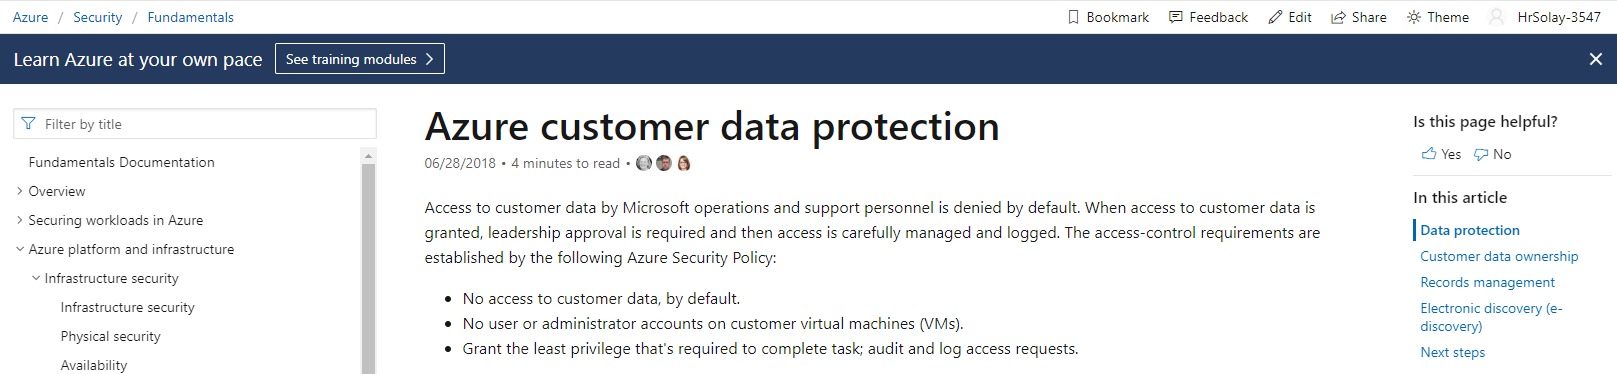 Azure / Security / Fundamentals
Bookmark Feedback Edit Share Theme HrSolay-3547
Learn Azure at your own pace See training modules
Filter by title
Fundamentals Documentation
Overview
Securing workloads in Azure
Azure platform and infrastructure
Infrastructure security
Infrastructure security
Physical security
Availability
Azure customer data protection
06/28/2018 • 4 minutes to read •
Access to customer data by Microsoft operations and support personnel is denied by default. When access to customer data is
granted, leadership approval is required and then access is carefully managed and logged. The access-control requirements are
established by the following Azure Security Policy:
• No access to customer data, by default.
• No user or administrator accounts on customer virtual machines (VMs).
• Grant the least privilege that's required to complete task; audit and log access requests.
Is this page helpful?
Yes No
In this article
Data protection
Customer data ownership
Records management
Electronic discovery (e-
discovery)
Next steps